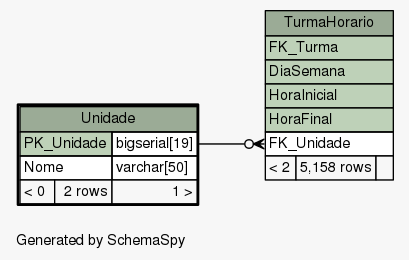 TurmaHorario
FK_Turma
DiaSemana
HoraInicial
HoraFinal
FK_Unidade
< 2 5,158 rows
Unidade
PK_Unidade bigserial[19]
Nome varchar[50]
< 0 2 rows 1 >
Generated by SchemaSpy